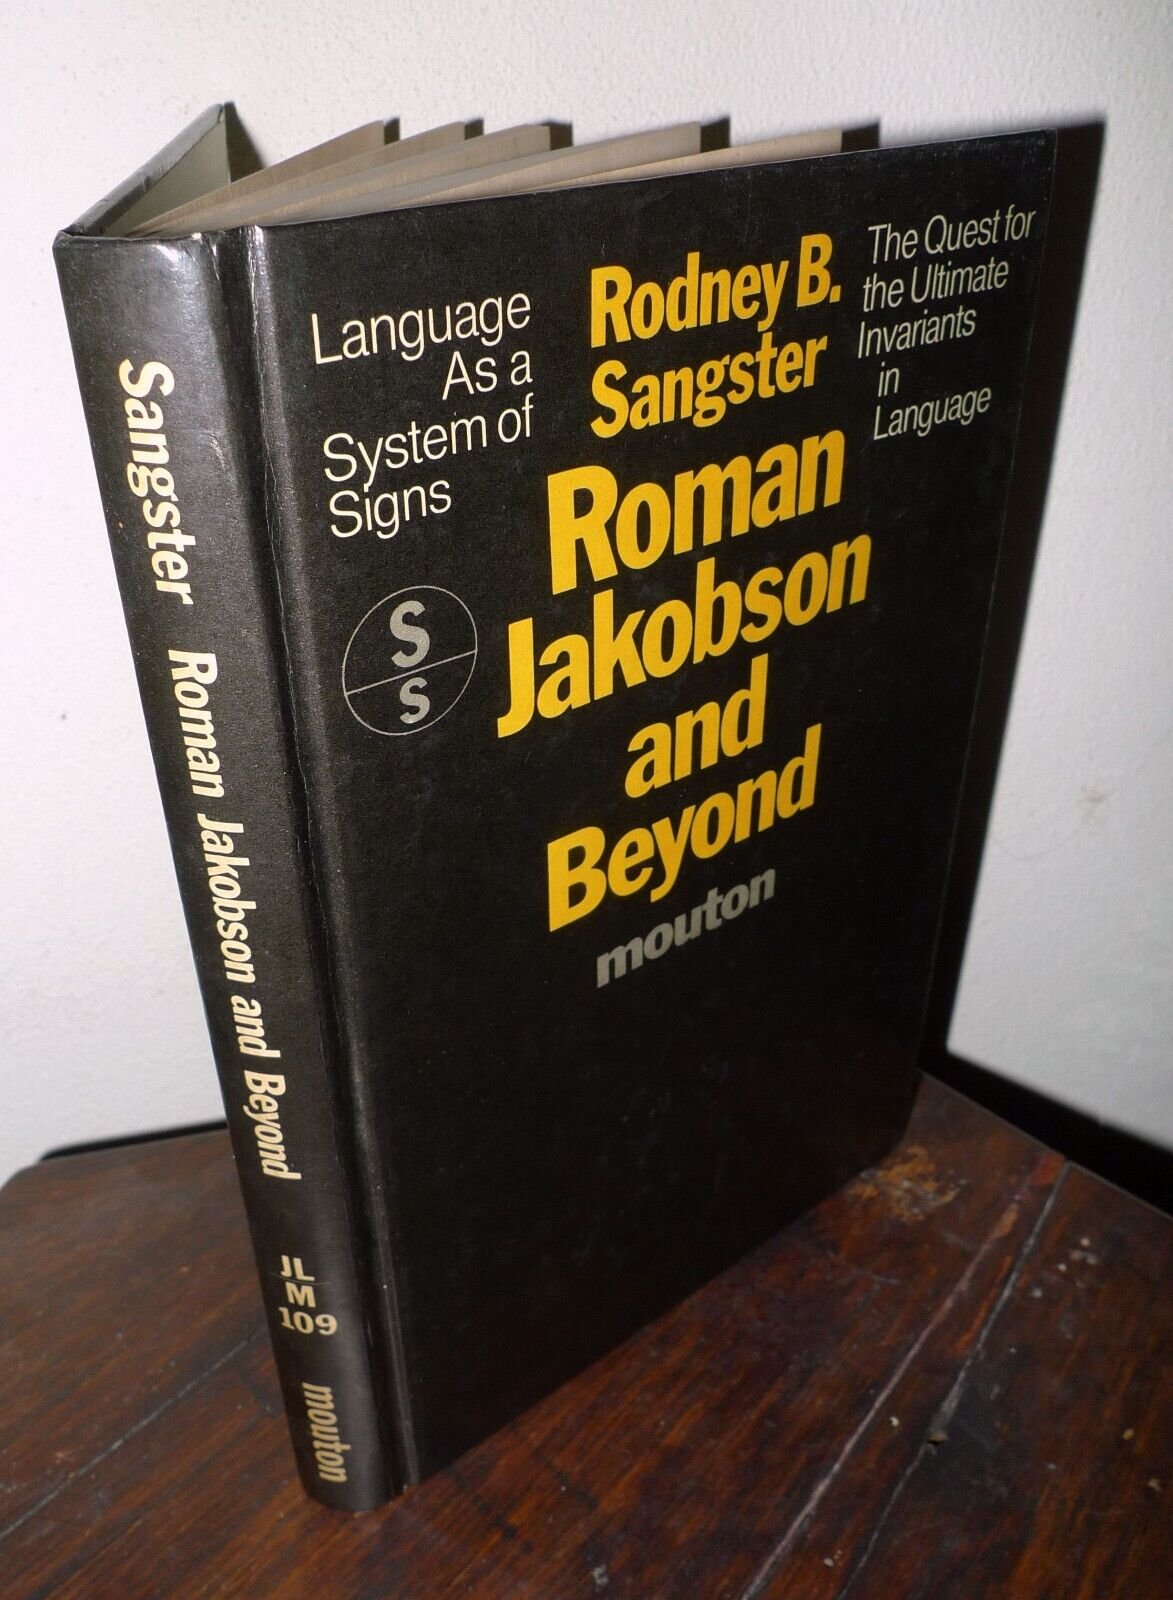 Sangster Roman Jakobson and Beyond
JL
M
109
mouton
Language
As a
System of
Signs
S
S
Rodney B.
Sangster
Roman
Jakobson
and
Beyond
mouton
The Quest for
the Ultimate
Invariants
in
Language